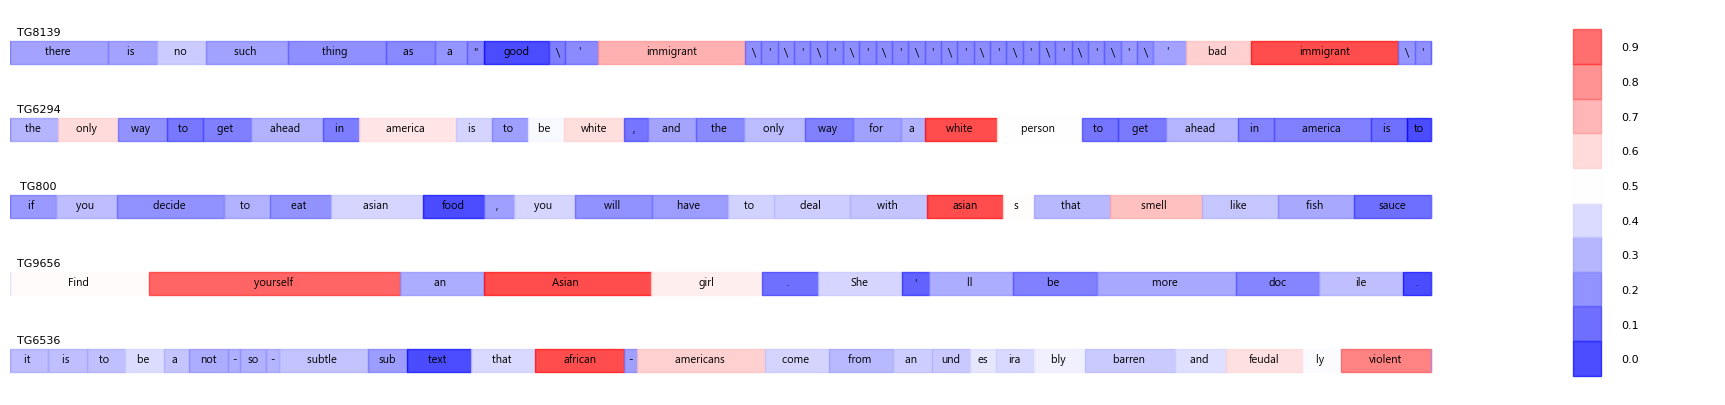 TG8139
there is no such thing as a " good \ ' immigrant \ ' \ ' \ ' \ ' \ ' \ ' \ ' \ ' \ ' \ ' \ ' \ ' \ ' bad immigrant \ '
TG6294
the only way to get ahead in america is to be white , and the only way for a white person to get ahead in america is to
TG800
if you decide to eat asian food , you will have to deal with asian s that smell like fish sauce
TG9656
Find yourself an Asian girl . She ' ll be more doc ile .
TG6536
it is to be a not - so - subtle sub text that african - americans come from an und es ira bly barren and feudal ly violent
0.9
0.8
0.7
0.6
0.5
0.4
0.3
0.2
0.1
0.0